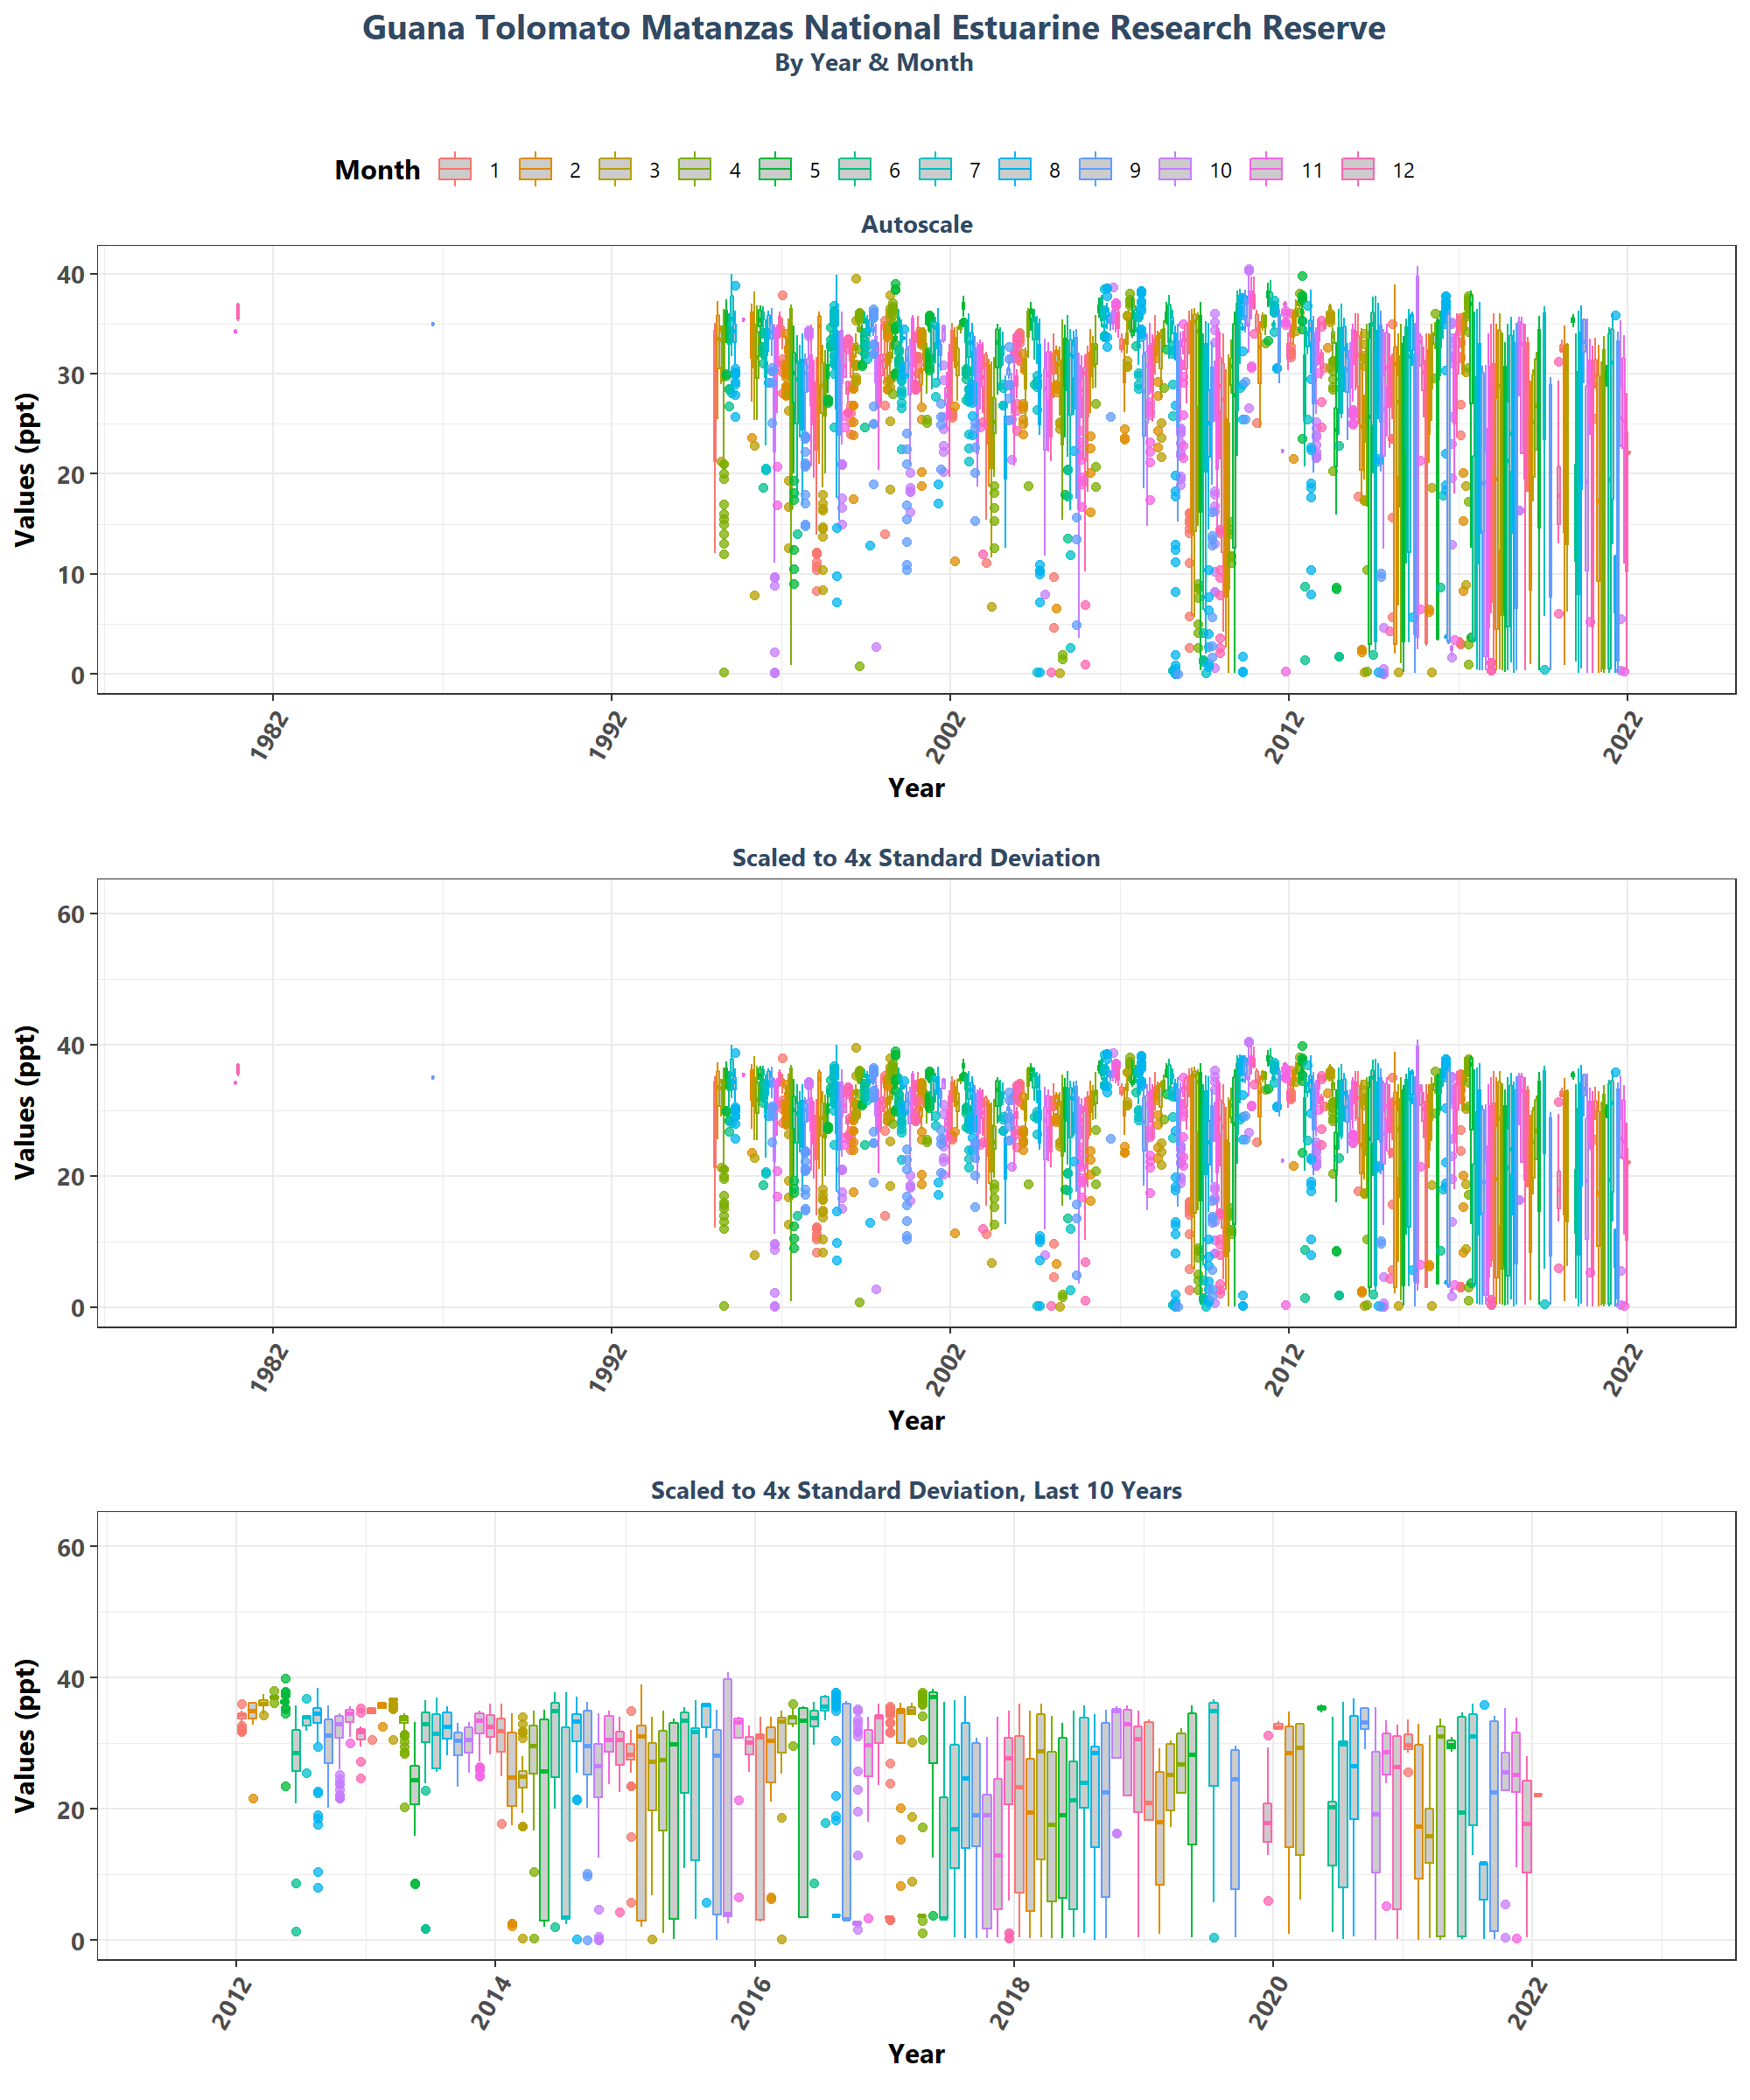 Guana Tolomato Matanzas National Estuarine Research Reserve
By Year & Month
Month 1 2 3 4 5 6 7 8 9 10 11 12
Autoscale
Values (ppt)
40
30
20
10
0
1982 1992 2002 2012 2022
Year
Scaled to 4x Standard Deviation
Values (ppt)
60
40
20
0
1982 1992 2002 2012 2022
Year
Scaled to 4x Standard Deviation, Last 10 Years
Values (ppt)
60
40
20
0
2012 2014 2016 2018 2020 2022
Year